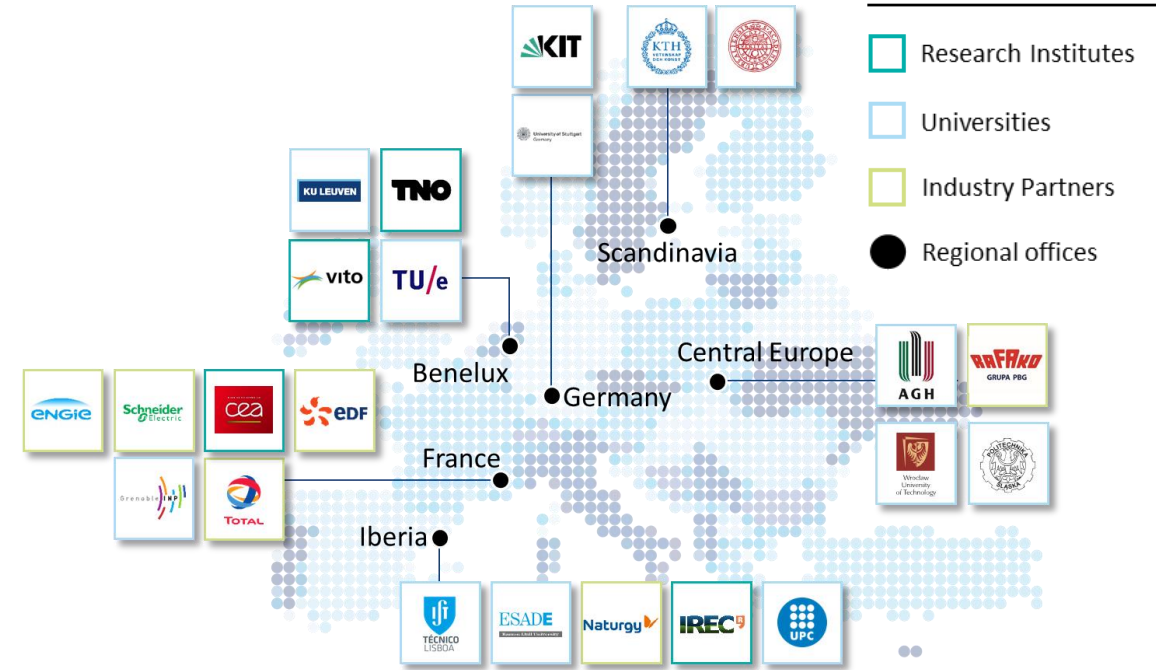 KIT
KTH
VETENSKAP
OCH KONST
Research Institutes
Universities
Industry Partners
Regional offices
University of Stuttgart
Germany
KU LEUVEN
TNO
vito
TU/e
Scandinavia
Benelux
Germany
Central Europe
AGH
RAFAKO
GRUPA PBG
Wroclaw
University
of Technology
POLITECHNIKA
ŚLĄSKA
ENGIE
Schneider
Electric
cea
eDF
France
Grenoble INP
TOTAL
Iberia
TÉCNICO
LISBOA
ESADE
Naturgy
IREC
UPC